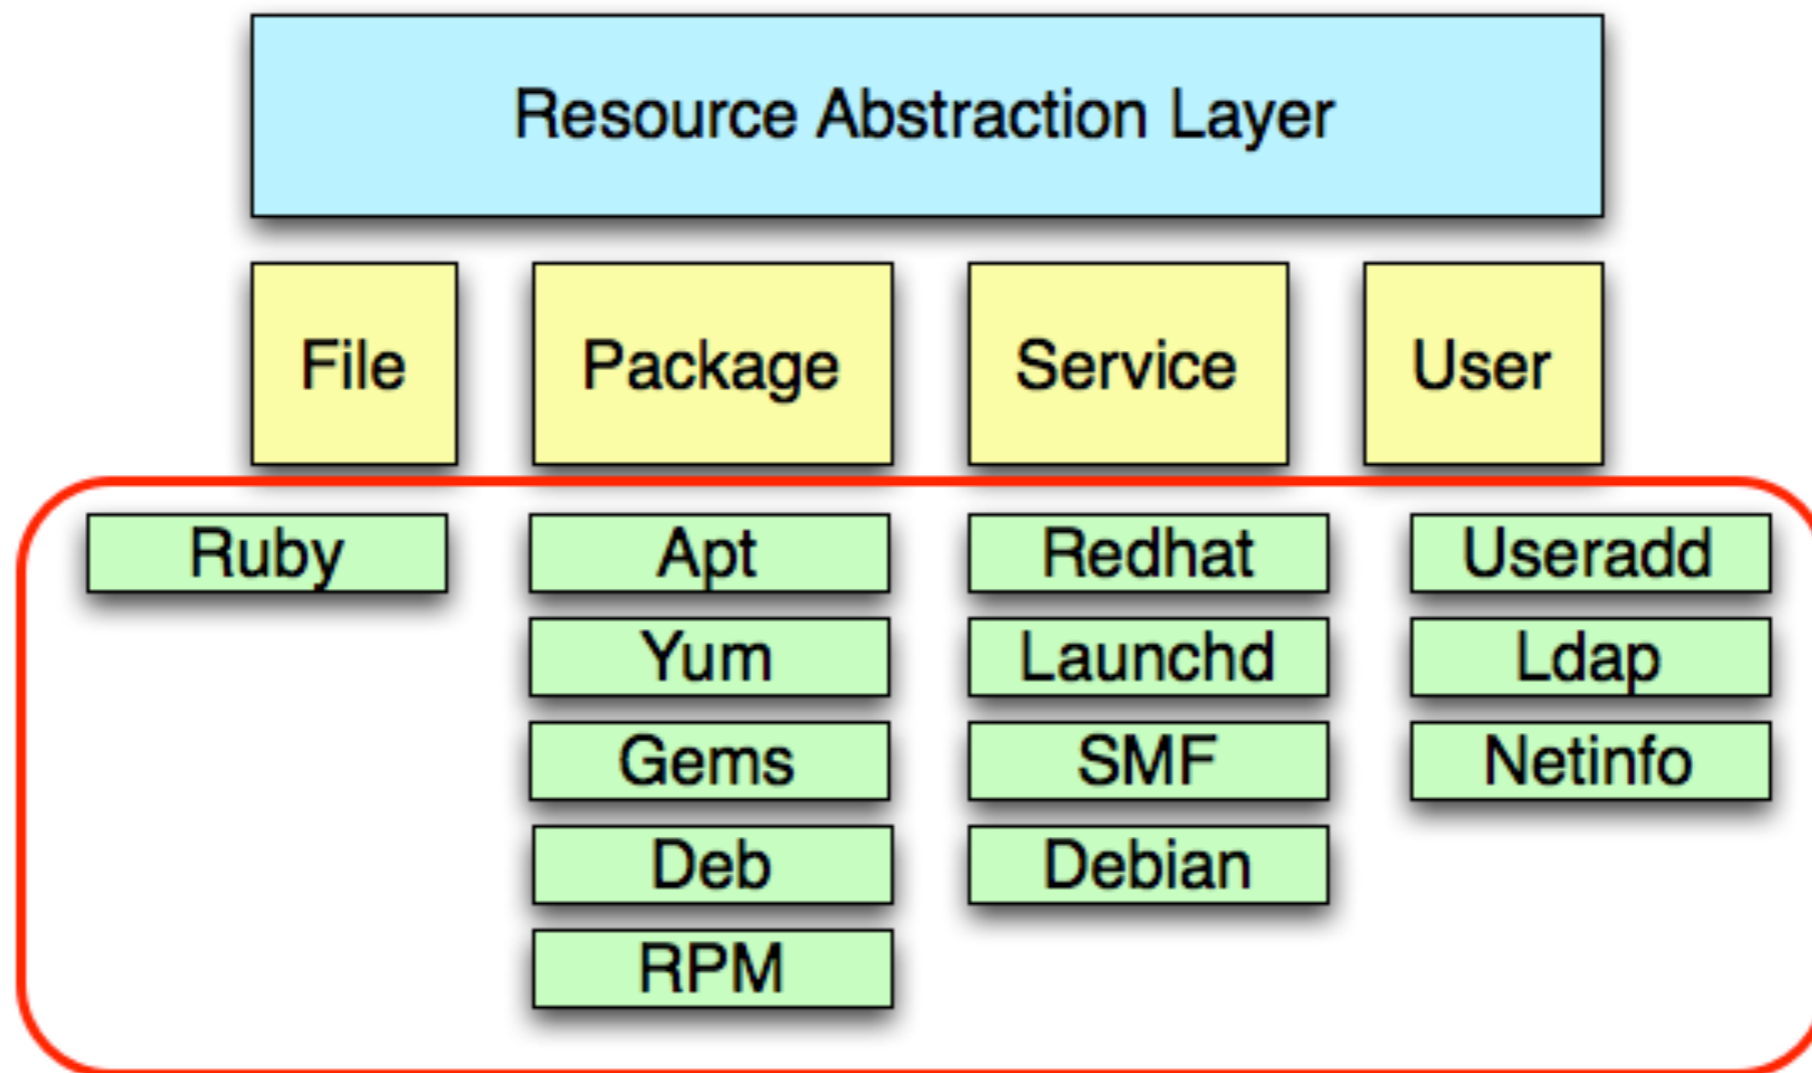 Resource Abstraction Layer
File
Package
Service
User
Ruby
Apt
Redhat
Useradd
Yum
Launchd
Ldap
Gems
SMF
Netinfo
Deb
Debian
RPM